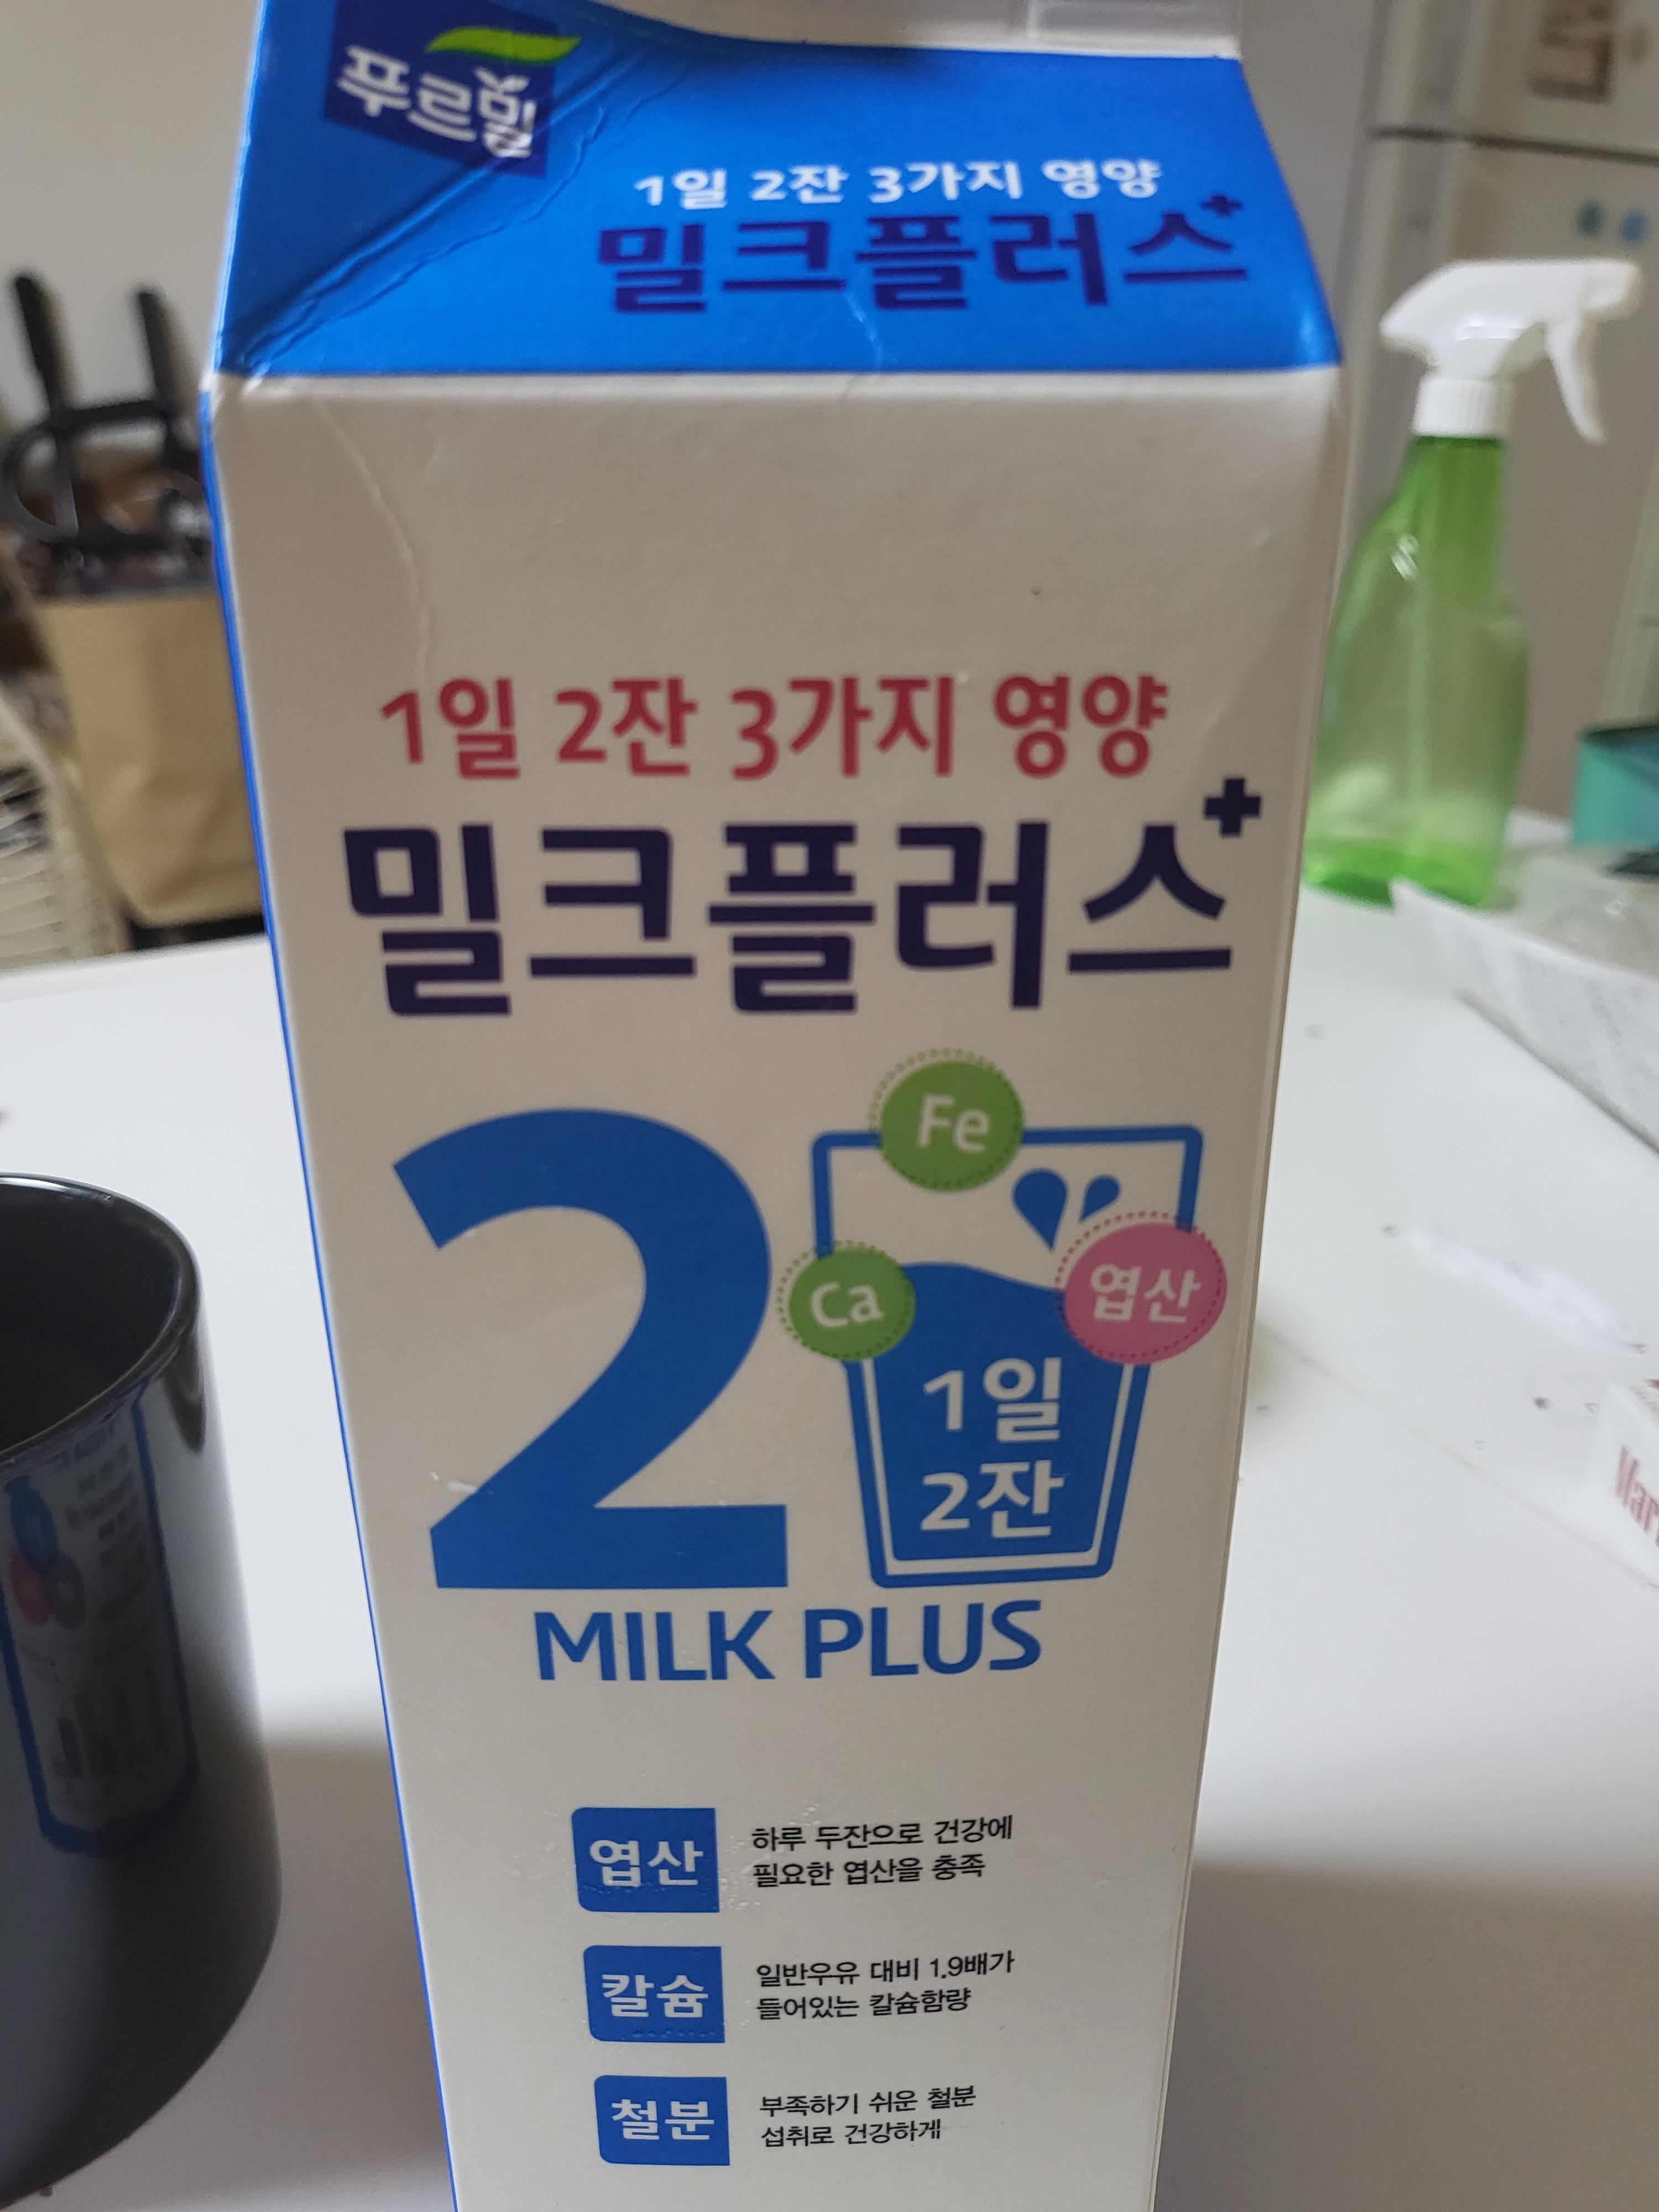 푸르밀
1일 2잔 3가지 영양
밀크플러스+
1일 2잔 3가지 영양
밀크플러스+
2
Fe
Ca
엽산
1일
2잔
MILK PLUS
엽산
하루 두잔으로 건강에
필요한 엽산을 충족
칼슘
일반우유 대비 1.9배가
들어있는 칼슘함량
철분
부족하기 쉬운 철분
섭취로 건강하게